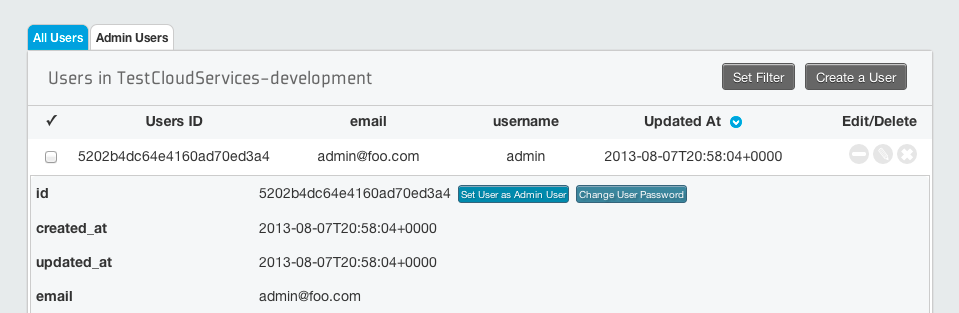 All Users Admin Users
Users in TestCloudServices-development Set Filter Create a User
✓ Users ID email username Updated At Edit/Delete
5202b4dc64e4160ad70ed3a4 admin@foo.com admin 2013-08-07T20:58:04+0000
id 5202b4dc64e4160ad70ed3a4 Set User as Admin User Change User Password
created_at 2013-08-07T20:58:04+0000
updated_at 2013-08-07T20:58:04+0000
email admin@foo.com